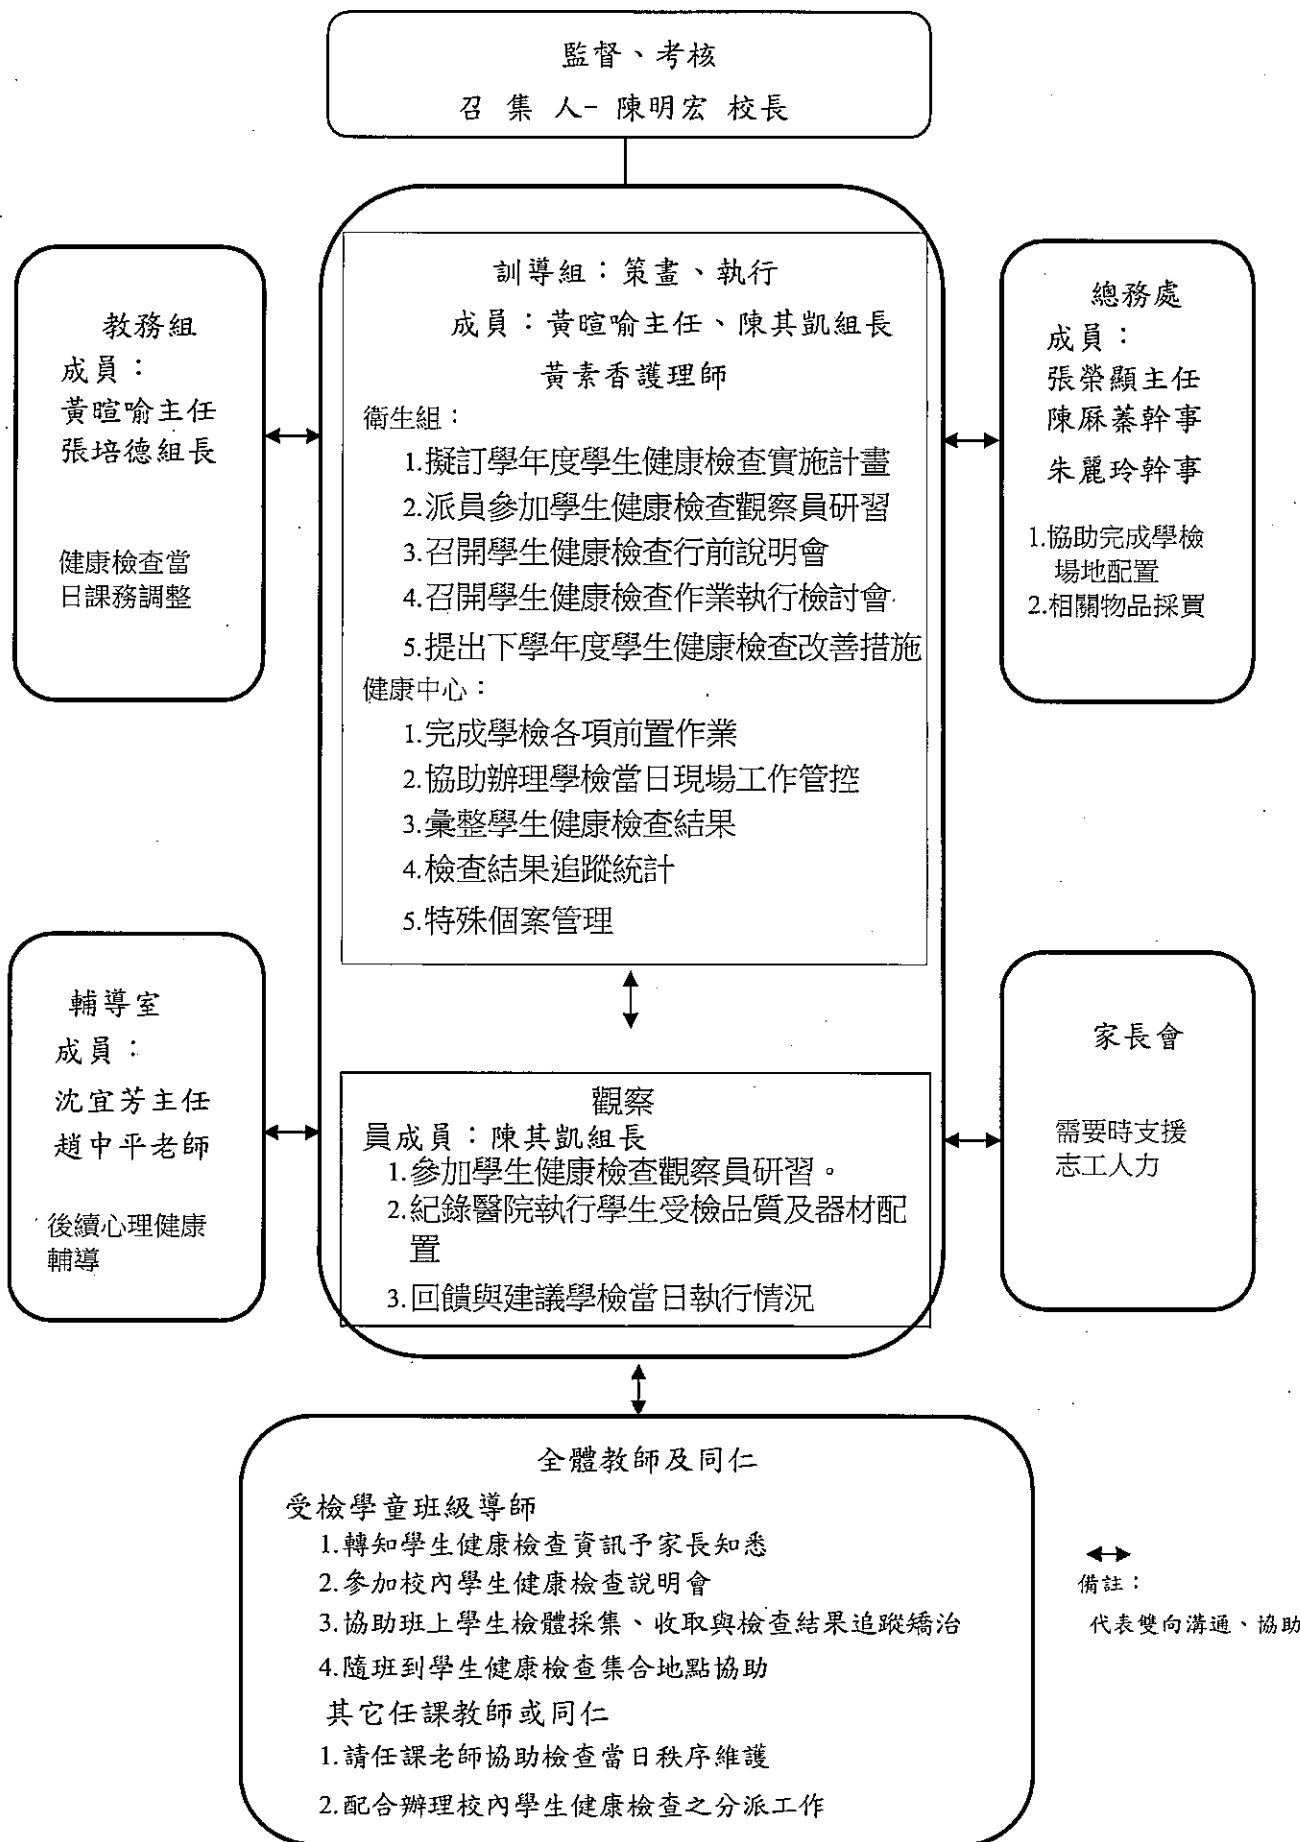 監督、考核
召 集 人- 陳明宏 校長
訓導組：策畫、執行
成員：黃暄喻主任、陳其凱組長
黃素香護理師
衛生組：
1.擬訂學年度學生健康檢查實施計畫
2.派員參加學生健康檢查觀察員研習
3.召開學生健康檢查行前說明會
4.召開學生健康檢查作業執行檢討會
5.提出下學年度學生健康檢查改善措施
健康中心：
1.完成學檢各項前置作業
2.協助辦理學檢當日現場工作管控
3.彙整學生健康檢查結果
4.檢查結果追蹤統計
5.特殊個案管理
教務組
成員：
黃暄喻主任
張培德組長
健康檢查當
日課務調整
總務處
成員：
張榮顯主任
陳厤蓁幹事
朱麗玲幹事
1.協助完成學檢
場地配置
2.相關物品採買
輔導室
成員：
沈宜芳主任
趙中平老師
後續心理健康
輔導
觀察
員成員：陳其凱組長
1.參加學生健康檢查觀察員研習。
2.紀錄醫院執行學生受檢品質及器材配
置
3.回饋與建議學檢當日執行情況
家長會
需要時支援
志工人力
全體教師及同仁
受檢學童班級導師
1.轉知學生健康檢查資訊予家長知悉
2.參加校內學生健康檢查說明會
3.協助班上學生檢體採集、收取與檢查結果追蹤矯治
4.隨班到學生健康檢查集合地點協助
其它任課教師或同仁
1.請任課老師協助檢查當日秩序維護
2.配合辦理校內學生健康檢查之分派工作
備註：
代表雙向溝通、協助